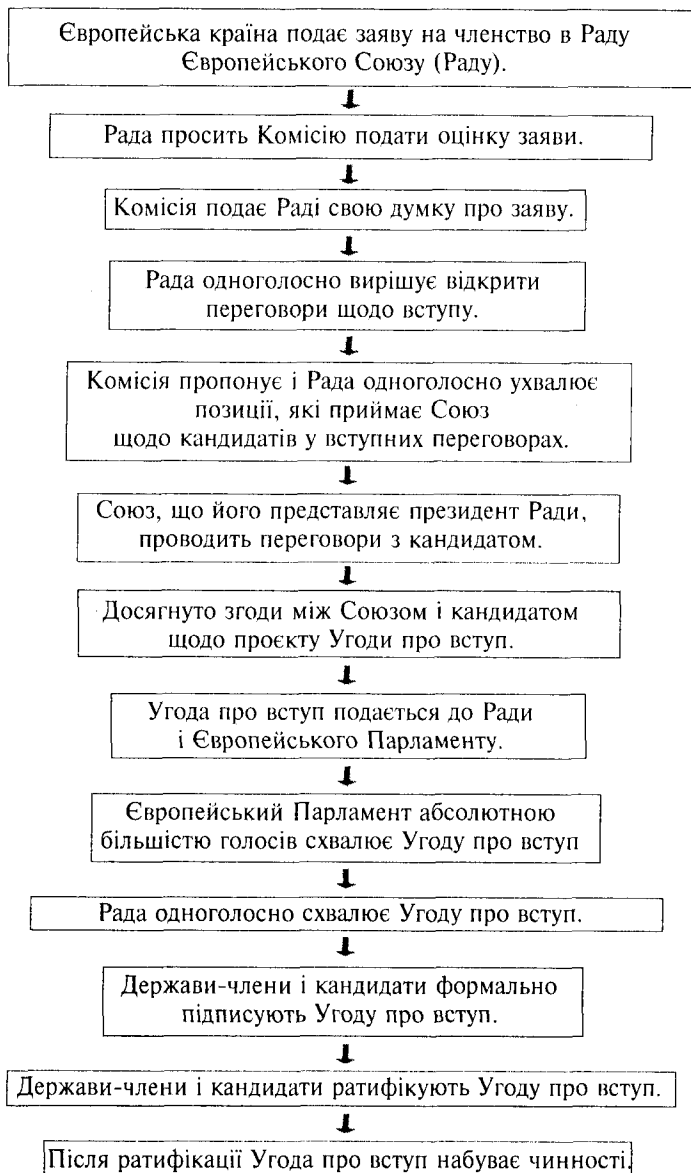 Європейська країна подає заяву на членство в Раду
Європейського Союзу (Раду).
Рада просить Комісію подати оцінку заяви.
Комісія подає Раді свою думку про заяву.
Рада одноголосно вирішує відкрити
переговори щодо вступу.
Комісія пропонує і Рада одноголосно ухвалює
позиції, які приймає Союз
щодо кандидатів у вступних переговорах.
Союз, що його представляє президент Ради,
проводить переговори з кандидатом.
Досягнуто згоди між Союзом і кандидатом
щодо проєкту Угоди про вступ.
Угода про вступ подається до Ради
і Європейського Парламенту.
Європейський Парламент абсолютною
більшістю голосів схвалює Угоду про вступ
Рада одноголосно схвалює Угоду про вступ.
Держави-члени і кандидати формально
підписують Угоду про вступ.
Держави-члени і кандидати ратифікують Угоду про вступ.
Після ратифікації Угода про вступ набуває чинності.